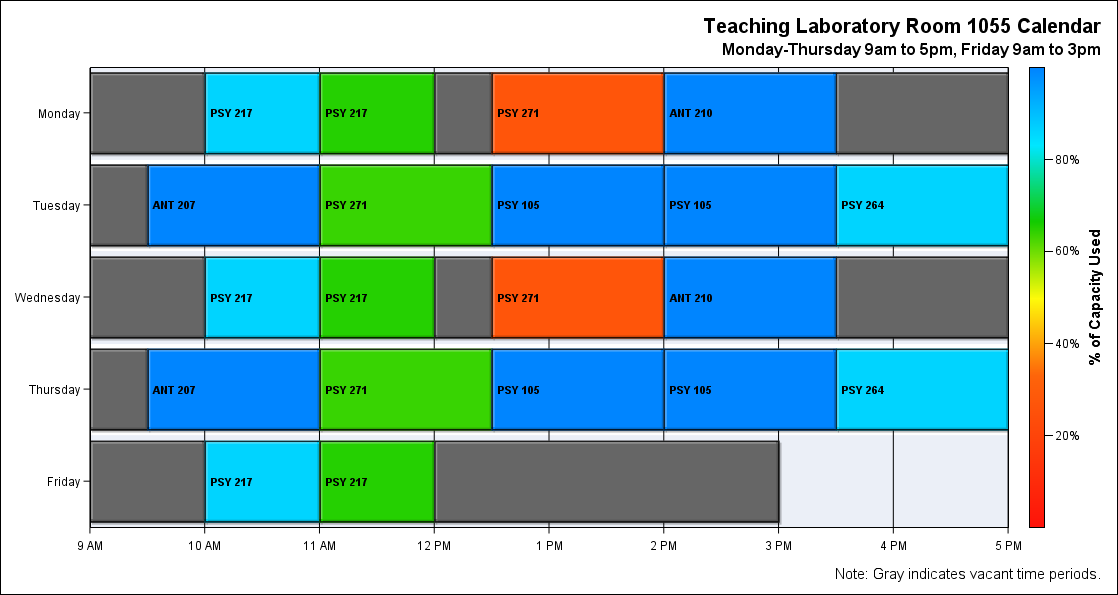 Teaching Laboratory Room 1055 Calendar
Monday-Thursday 9am to 5pm, Friday 9am to 3pm
Monday
PSY 217
PSY 217
PSY 271
ANT 210
Tuesday
ANT 207
PSY 271
PSY 105
PSY 105
PSY 264
Wednesday
PSY 217
PSY 217
PSY 271
ANT 210
Thursday
ANT 207
PSY 271
PSY 105
PSY 105
PSY 264
Friday
PSY 217
PSY 217
9 AM
10 AM
11 AM
12 PM
1 PM
2 PM
3 PM
4 PM
5 PM
80%
60%
40%
20%
% of Capacity Used
Note: Gray indicates vacant time periods.